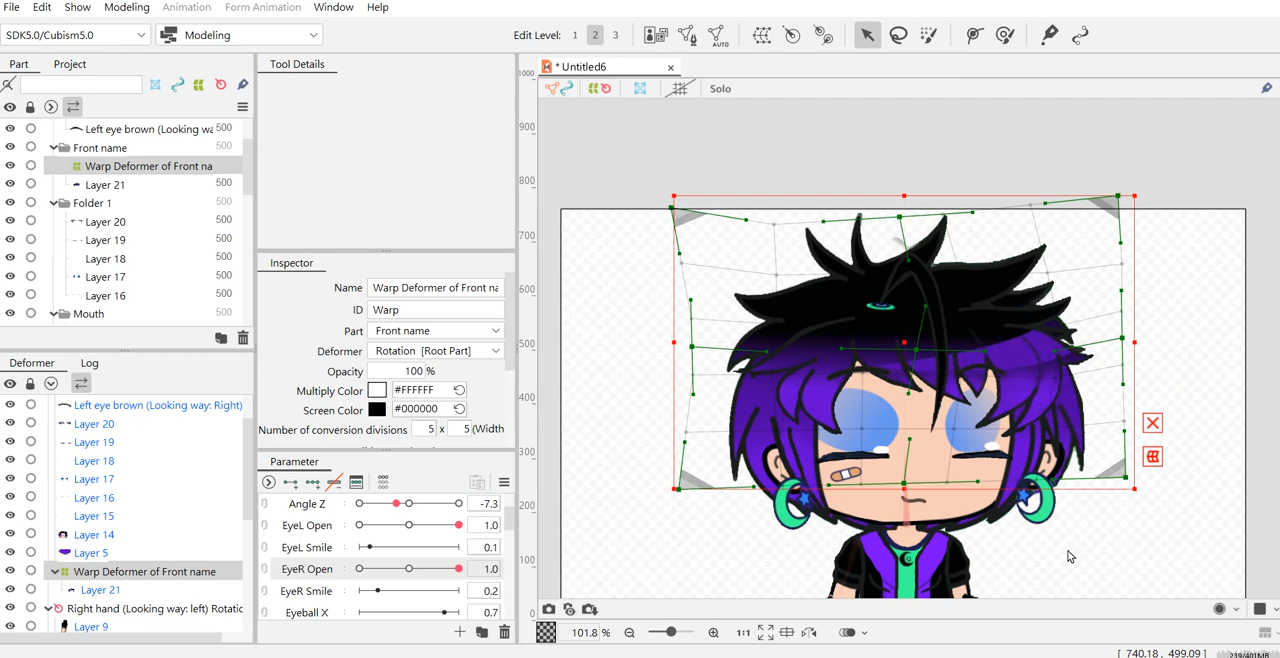 File Edit Show Modeling Animation Form Animation Window Help
SDK5.0/Cubism5.0 Modeling Edit Level: 1 2 3 AUTO
Part Project
Tool Details
* Untitled6
Solo
Left eye brown (Looking wa 500
Front name 500
Warp Deformer of Front na
Layer 21 500
Folder 1 500
Layer 20 500
Layer 19 500
Layer 18 500
Layer 17 500
Layer 16 500
Mouth 500
Deformer Log
Left eye brown (Looking way: Right)
Layer 20
Layer 19
Layer 18
Layer 17
Layer 16
Layer 15
Layer 14
Layer 5
Warp Deformer of Front name
Layer 21
Right hand (Looking way: left) Rotatic
Layer 9
Inspector
Name Warp Deformer of Front na
ID Warp
Part Front name
Deformer Rotation [Root Part]
Opacity 100 %
Multiply Color #FFFFFF
Screen Color #000000
Number of conversion divisions 5 x 5 (Width
Parameter
Angle Z -7.3
EyeL Open 1.0
EyeL Smile 0.1
EyeR Open 1.0
EyeR Smile 0.2
Eyeball X 0.7
1000
900
800
700
600
500
400
300
200
100
0
101.8 % 1:1
[ 740.18 , 499.09 ] 239/401MB